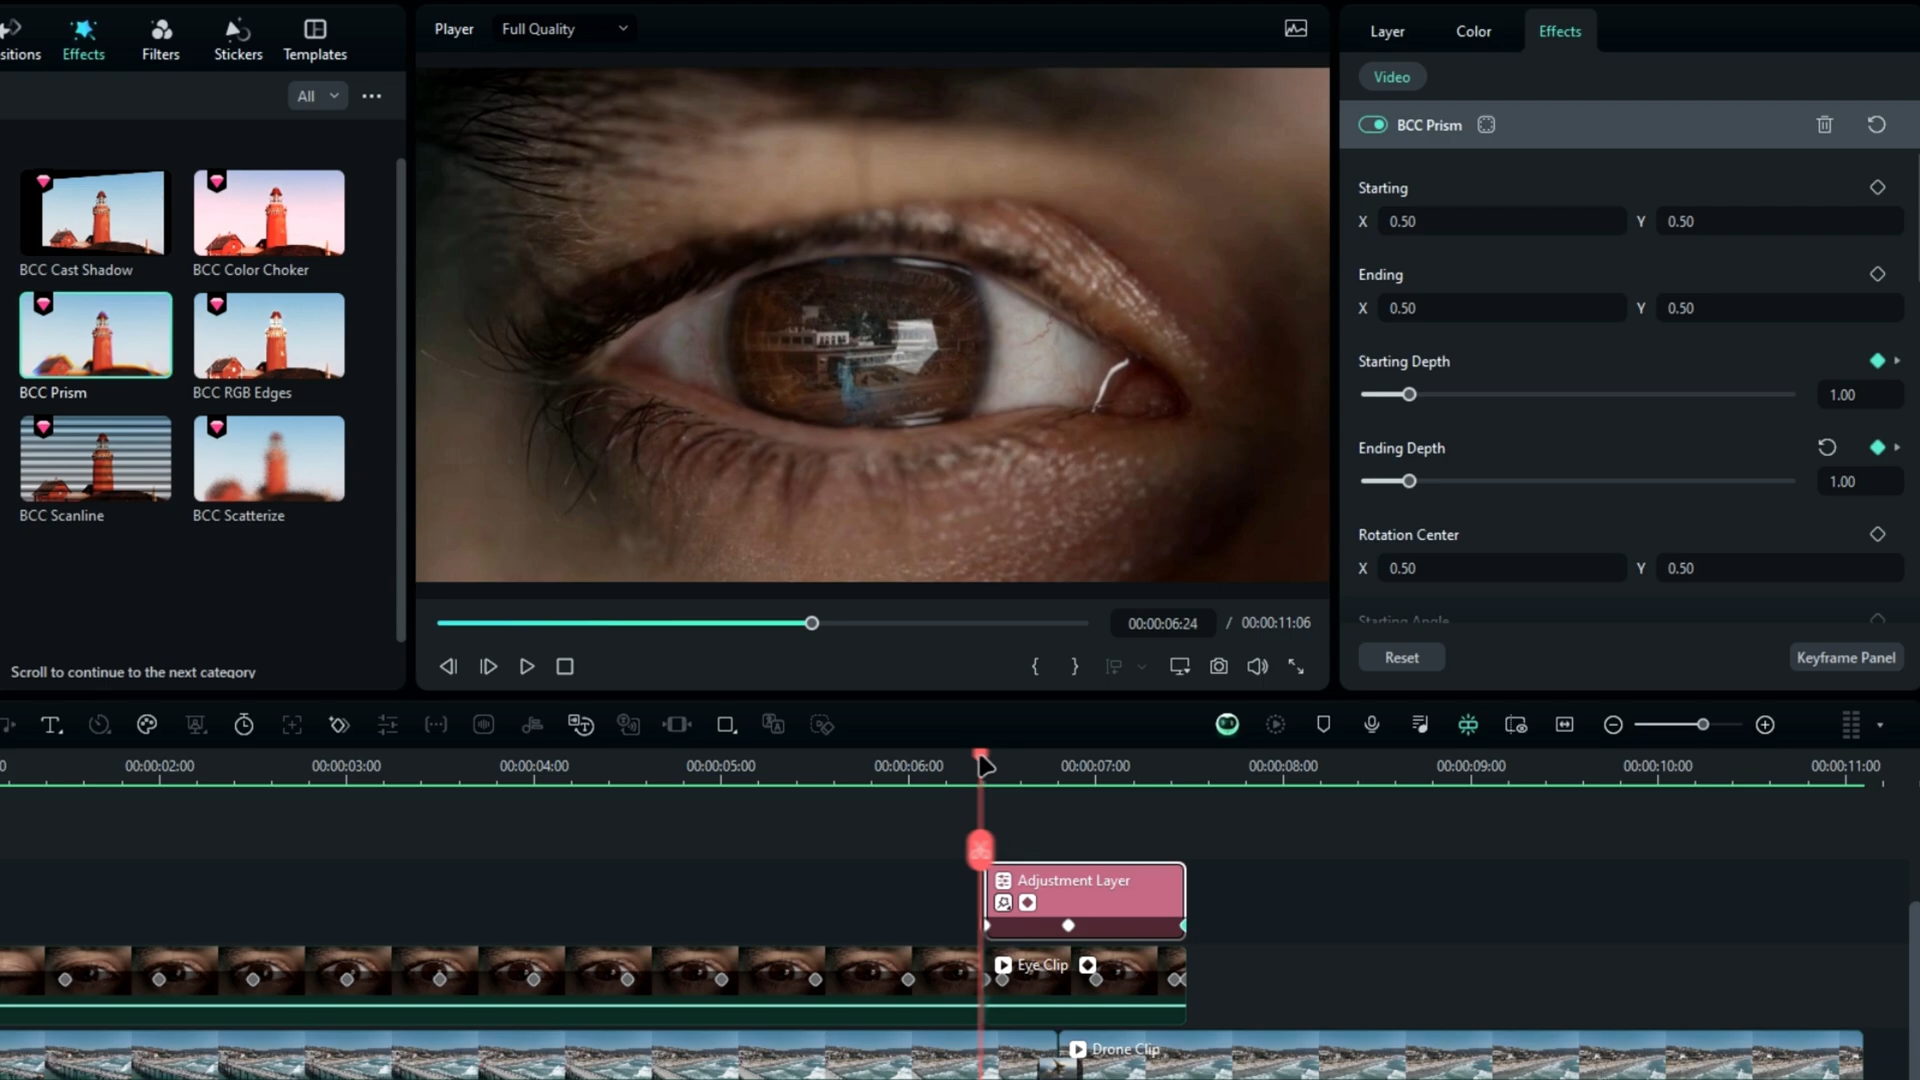 sitions
Effects
Filters
Stickers
Templates
All
BCC Cast Shadow
BCC Color Choker
BCC Prism
BCC RGB Edges
BCC Scanline
BCC Scatterize
Scroll to continue to the next category
Player
Full Quality
00:00:06:24 / 00:00:11:06
Layer
Color
Effects
Video
BCC Prism
Starting
X 0.50 Y 0.50
Ending
X 0.50 Y 0.50
Starting Depth
1.00
Ending Depth
1.00
Rotation Center
X 0.50 Y 0.50
Starting Angle
Reset
Keyframe Panel
0 00:00:02:00 00:00:03:00 00:00:04:00 00:00:05:00 00:00:06:00 00:00:07:00 00:00:08:00 00:00:09:00 00:00:10:00 00:00:11:00
Adjustment Layer
Eye Clip
Drone Clip